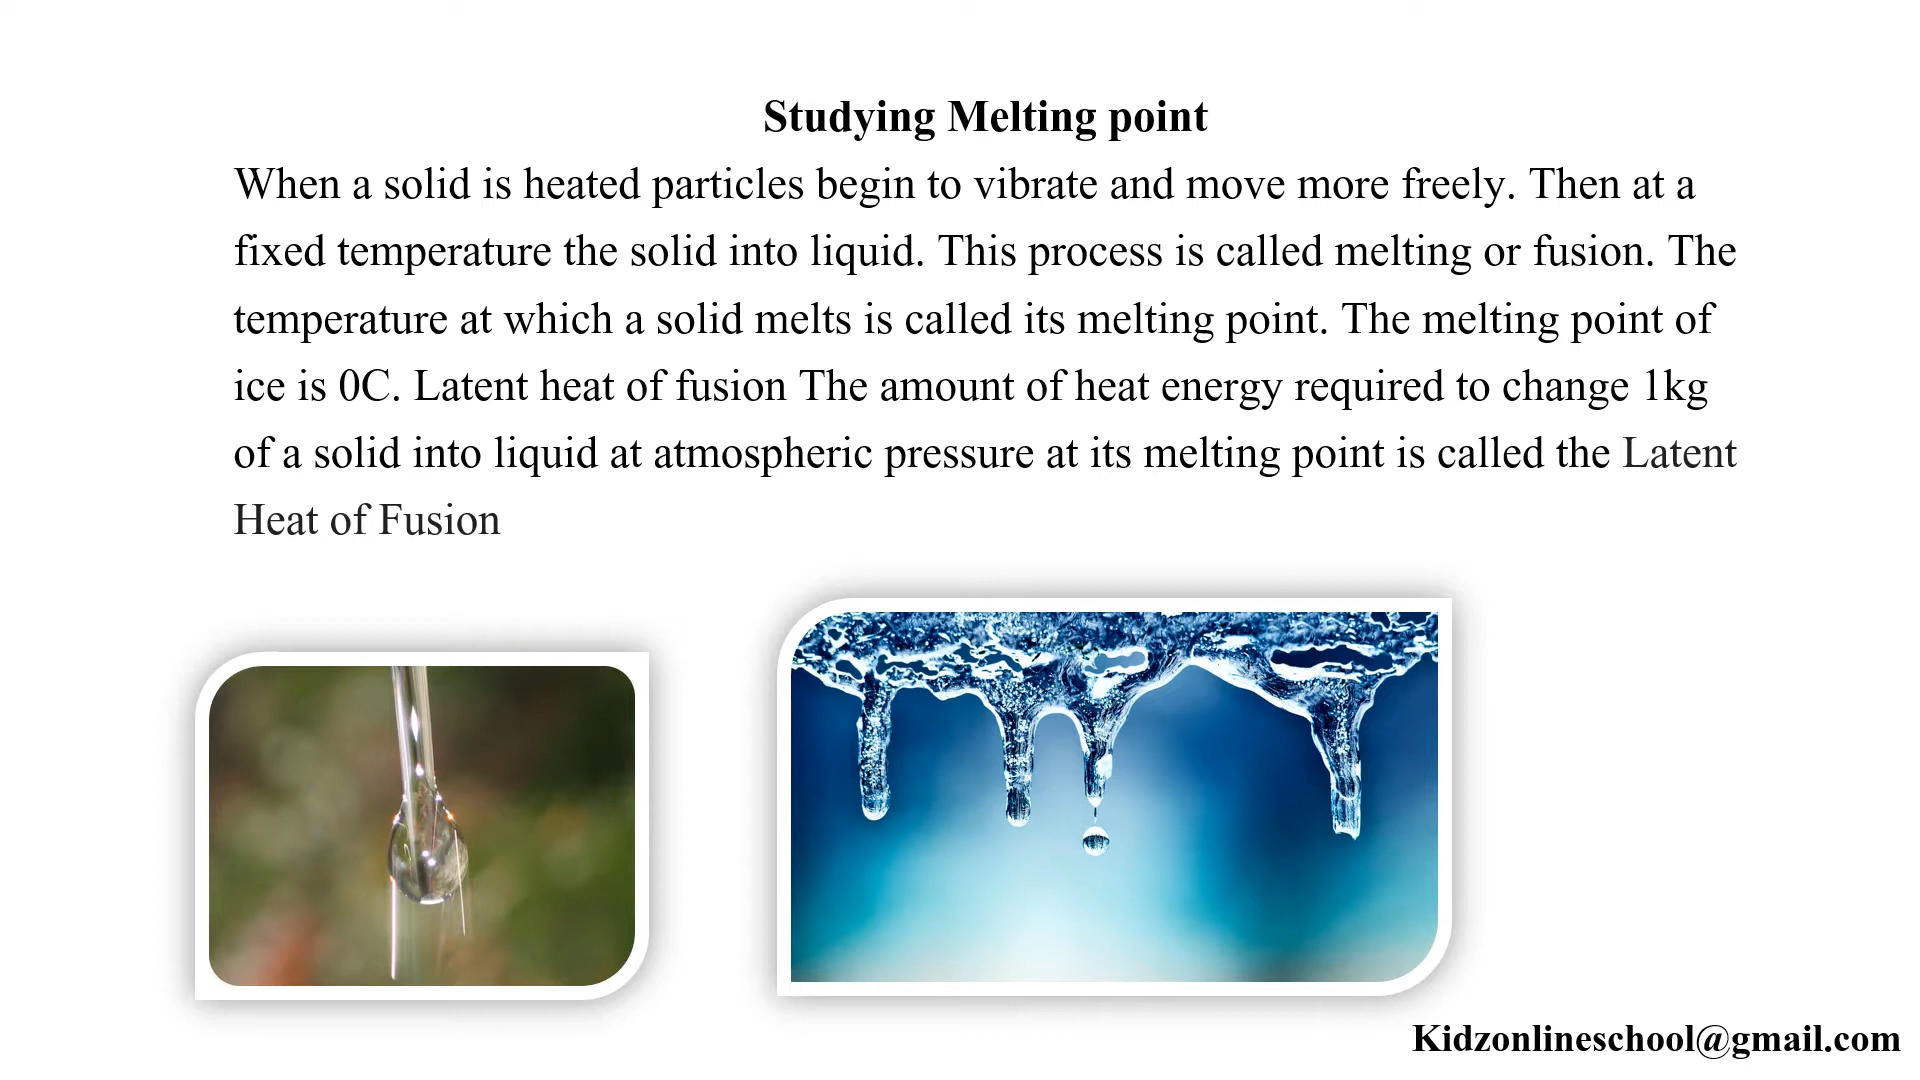 Studying Melting point
When a solid is heated particles begin to vibrate and move more freely. Then at a
fixed temperature the solid into liquid. This process is called melting or fusion. The
temperature at which a solid melts is called its melting point. The melting point of
ice is 0C. Latent heat of fusion The amount of heat energy required to change 1kg
of a solid into liquid at atmospheric pressure at its melting point is called the Latent
Heat of Fusion
Kidzonlineschool@gmail.com